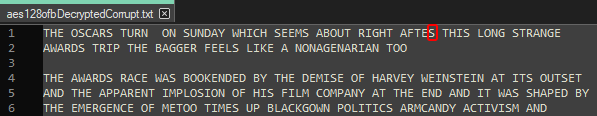 aes128ofbDecryptedCorrupt.txt
1 THE OSCARS TURN  ON SUNDAY WHICH SEEMS ABOUT RIGHT AFTES THIS LONG STRANGE
2 AWARDS TRIP THE BAGGER FEELS LIKE A NONAGENARIAN TOO
3
4 THE AWARDS RACE WAS BOOKENDED BY THE DEMISE OF HARVEY WEINSTEIN AT ITS OUTSET
5 AND THE APPARENT IMPLOSION OF HIS FILM COMPANY AT THE END AND IT WAS SHAPED BY
6 THE EMERGENCE OF METOO TIMES UP BLACKGOWN POLITICS ARMCANDY ACTIVISM AND